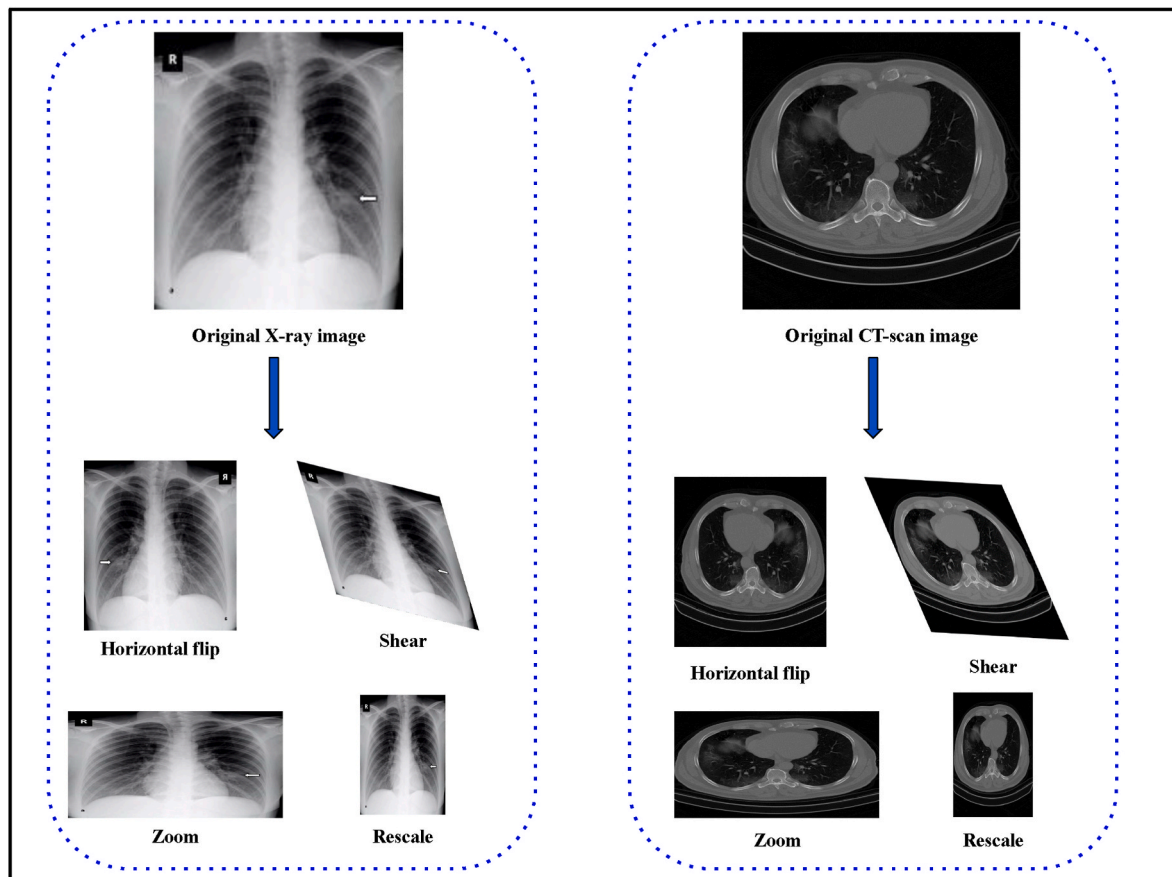 R
Original X-ray image
R
R
Horizontal flip
Shear
R
R
Zoom
Rescale
Original CT-scan image
Horizontal flip
Shear
Zoom
Rescale